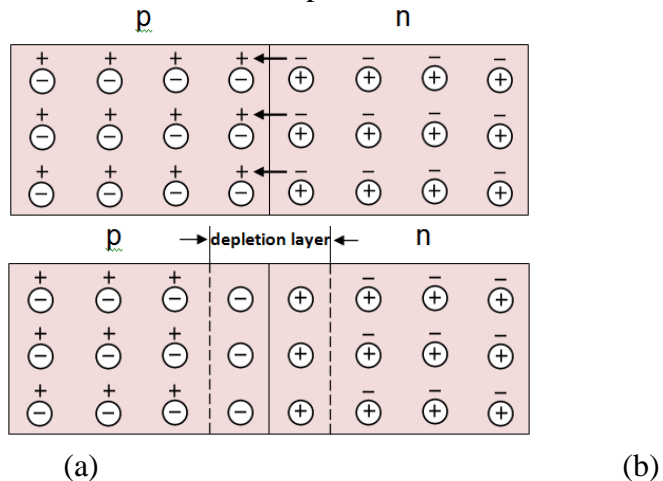 p n
+ + + + − − − −
− − − − + + + +
+ + + + − − − −
− − − − + + + +
+ + + + − − − −
− − − − + + + +
p depletion layer n
+ + + − − −
− − − − + + + +
+ + + − − −
− − − − + + + +
+ + + − − −
− − − − + + + +
(a) (b)